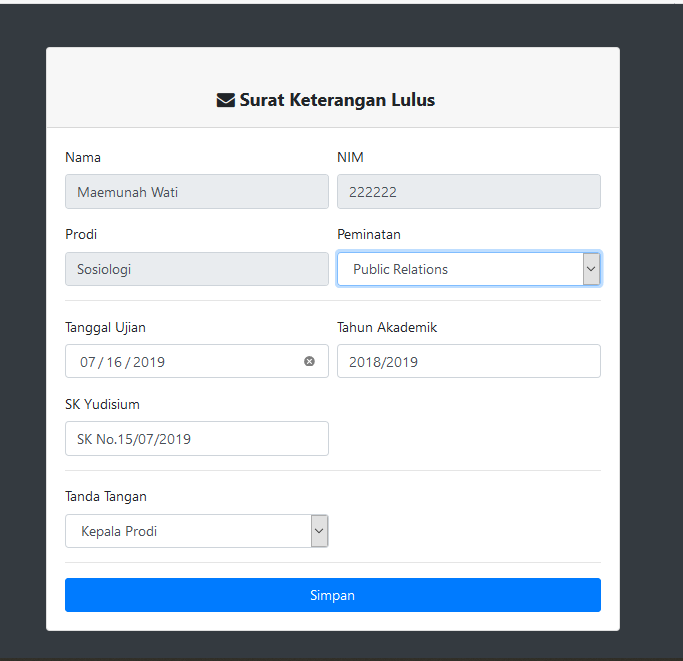 Surat Keterangan Lulus
Nama NIM
Maemunah Wati 222222
Prodi Peminatan
Sosiologi Public Relations
Tanggal Ujian Tahun Akademik
07 / 16 / 2019 2018/2019
SK Yudisium
SK No.15/07/2019
Tanda Tangan
Kepala Prodi
Simpan